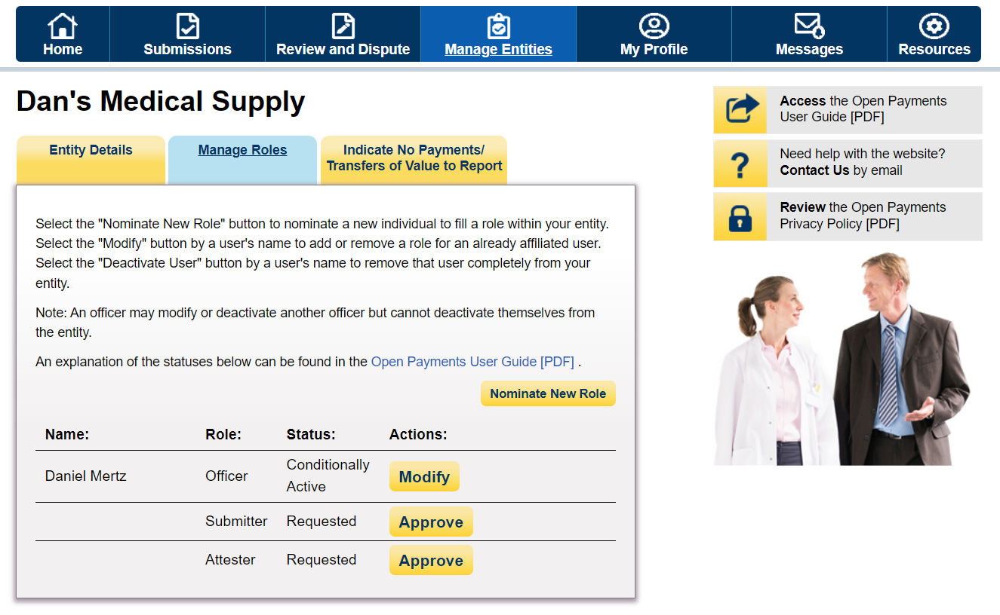 Home
Submissions
Review and Dispute
Manage Entities
My Profile
Messages
Resources
Dan's Medical Supply
Entity Details
Manage Roles
Indicate No Payments/
Transfers of Value to Report
Select the "Nominate New Role" button to nominate a new individual to fill a role within your entity.
Select the "Modify" button by a user's name to add or remove a role for an already affiliated user.
Select the "Deactivate User" button by a user's name to remove that user completely from your
entity.
Note: An officer may modify or deactivate another officer but cannot deactivate themselves from
the entity.
An explanation of the statuses below can be found in the Open Payments User Guide [PDF] .
Nominate New Role
Name: Role: Status: Actions:
Daniel Mertz Officer Conditionally
Active Modify
Submitter Requested Approve
Attester Requested Approve
Access the Open Payments
User Guide [PDF]
?
Need help with the website?
Contact Us by email
Review the Open Payments
Privacy Policy [PDF]